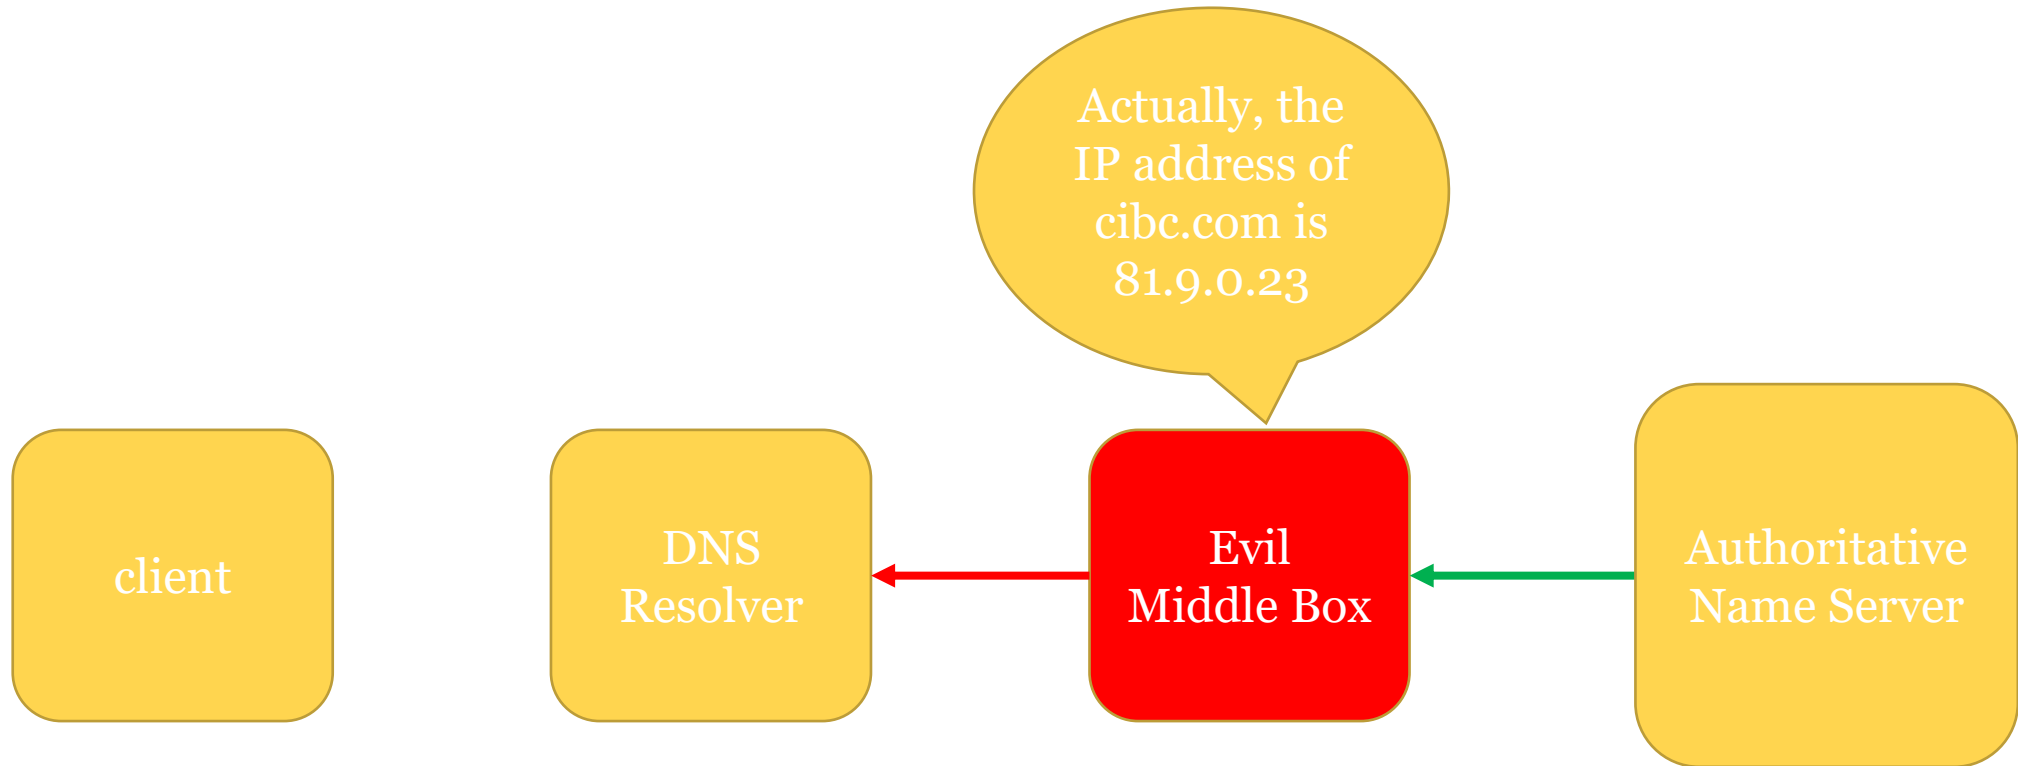 Actually, the
IP address of
cibc.com is
81.9.0.23
client
DNS
Resolver
Evil
Middle Box
Authoritative
Name Server